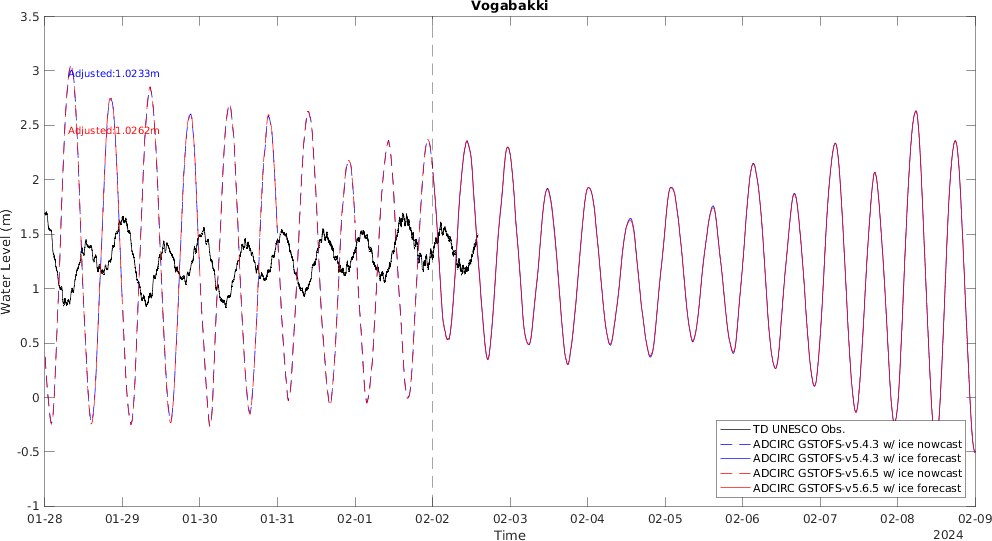 Vogabakki
3.5
3
2.5
2
1.5
1
0.5
0
-0.5
-1
Water Level (m)
Adjusted:1.0233m
Adjusted:1.0262m
TD UNESCO Obs.
ADCIRC GSTOFS-v5.4.3 w/ ice nowcast
ADCIRC GSTOFS-v5.4.3 w/ ice forecast
ADCIRC GSTOFS-v5.6.5 w/ ice nowcast
ADCIRC GSTOFS-v5.6.5 w/ ice forecast
01-28 01-29 01-30 01-31 02-01 02-02 02-03 02-04 02-05 02-06 02-07 02-08 02-09
Time
2024